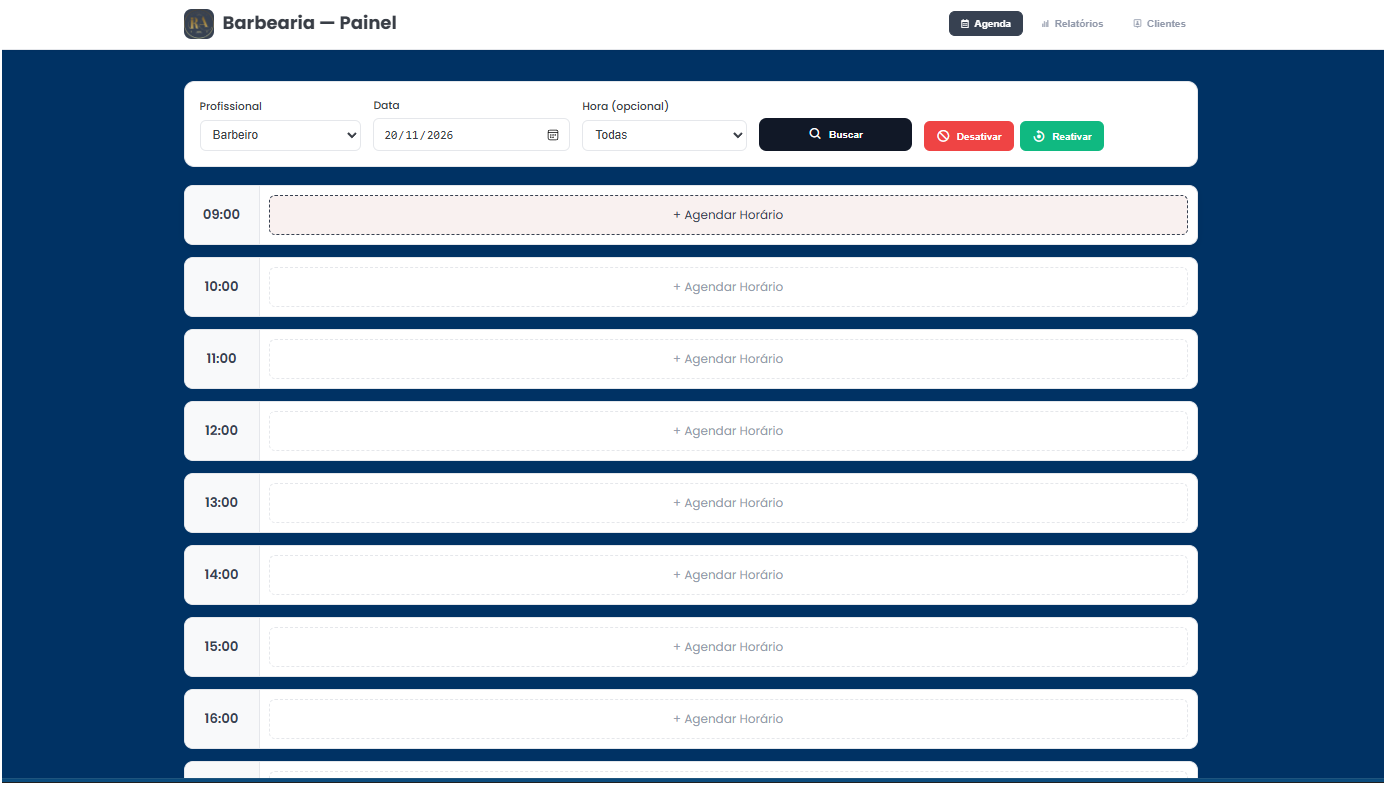 RA
Barbearia — Painel
Agenda
Relatórios
Clientes
Profissional
Data
Hora (opcional)
Barbeiro
20/11/2026
Todas
Buscar
Desativar
Reativar
09:00
+ Agendar Horário
10:00
+ Agendar Horário
11:00
+ Agendar Horário
12:00
+ Agendar Horário
13:00
+ Agendar Horário
14:00
+ Agendar Horário
15:00
+ Agendar Horário
16:00
+ Agendar Horário